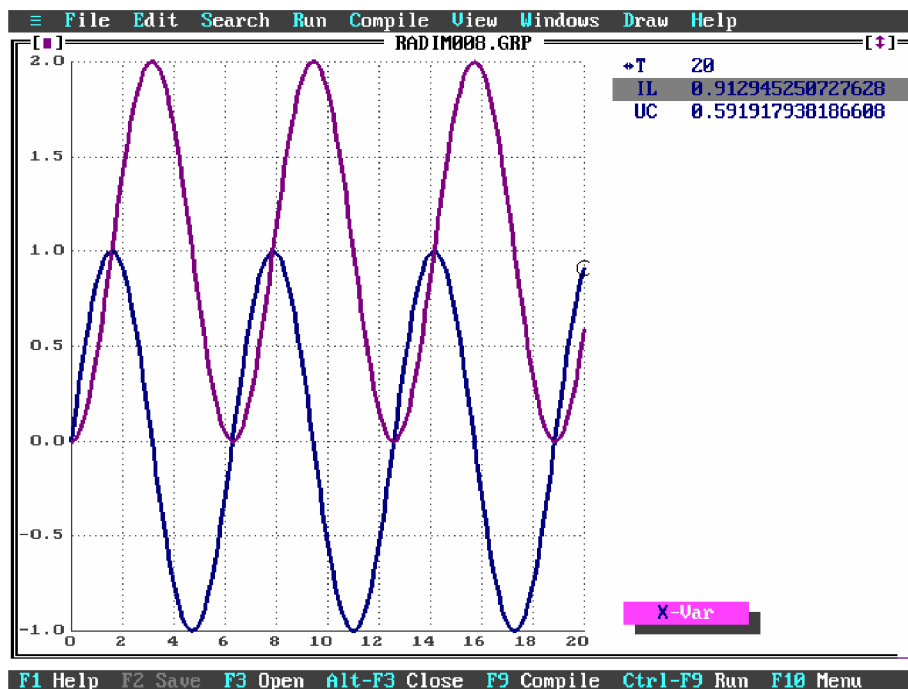 ≡ File Edit Search Run Compile View Windows Draw Help
[■] RADIM008.GRP [↕]
↔T 20
IL 0.912945250727628
UC 0.591917938186608
2.0
1.5
1.0
0.5
0.0
-0.5
-1.0
0 2 4 6 8 10 12 14 16 18 20
X-Var
F1 Help F2 Save F3 Open Alt-F3 Close F9 Compile Ctrl-F9 Run F10 Menu